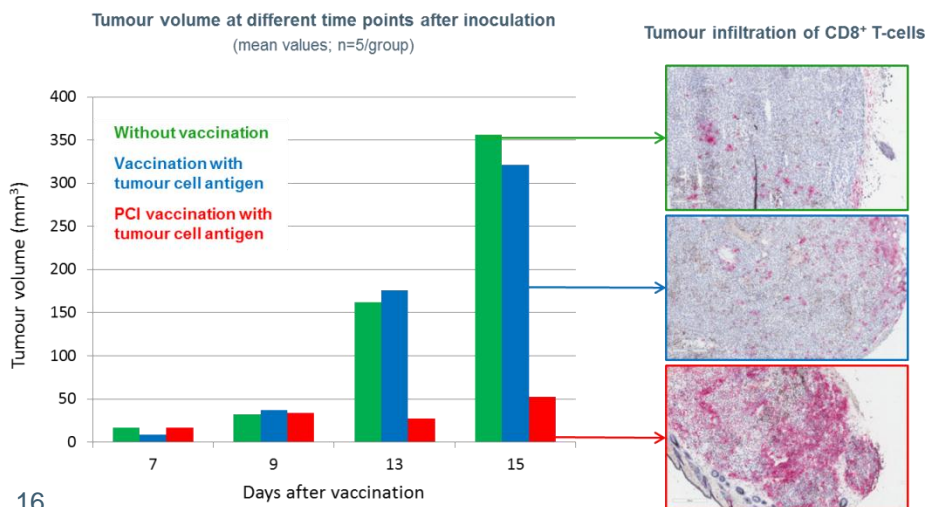 Tumour volume at different time points after inoculation
(mean values; n=5/group)
Tumour infiltration of CD8⁺ T-cells
Tumour volume (mm³)
400
350
300
250
200
150
100
50
0
Without vaccination
Vaccination with
tumour cell antigen
PCI vaccination with
tumour cell antigen
7
9
13
15
Days after vaccination
16